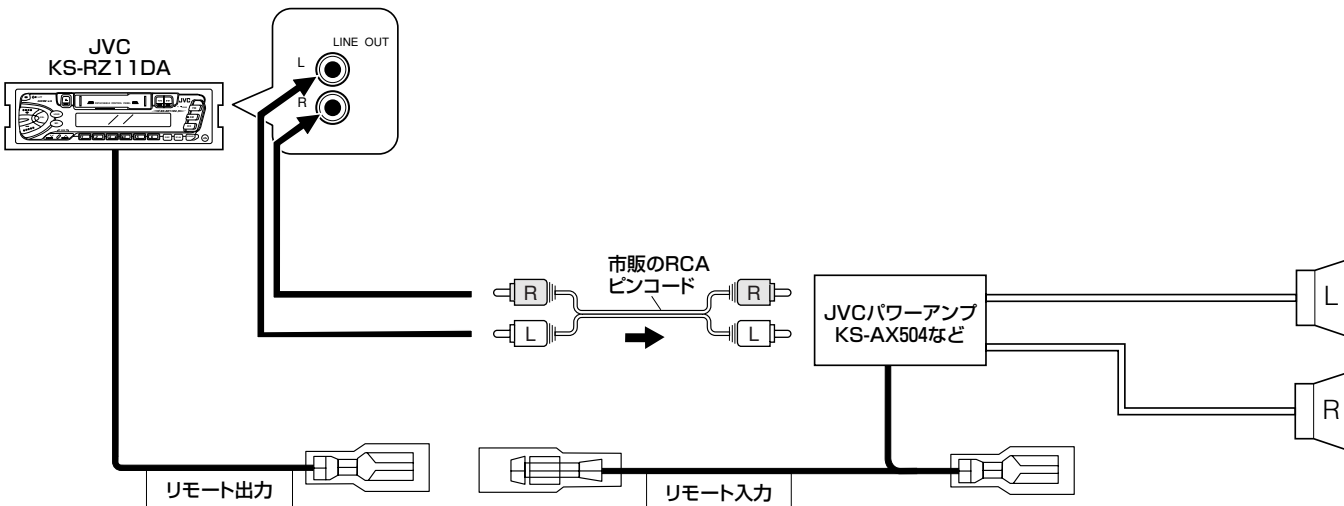 JVC
KS-RZ11DA
LINE OUT
L
R
JVC
市販のRCA
ピンコード
R
R
L
L
JVCパワーアンプ
KS-AX504など
L
R
リモート出力
リモート入力